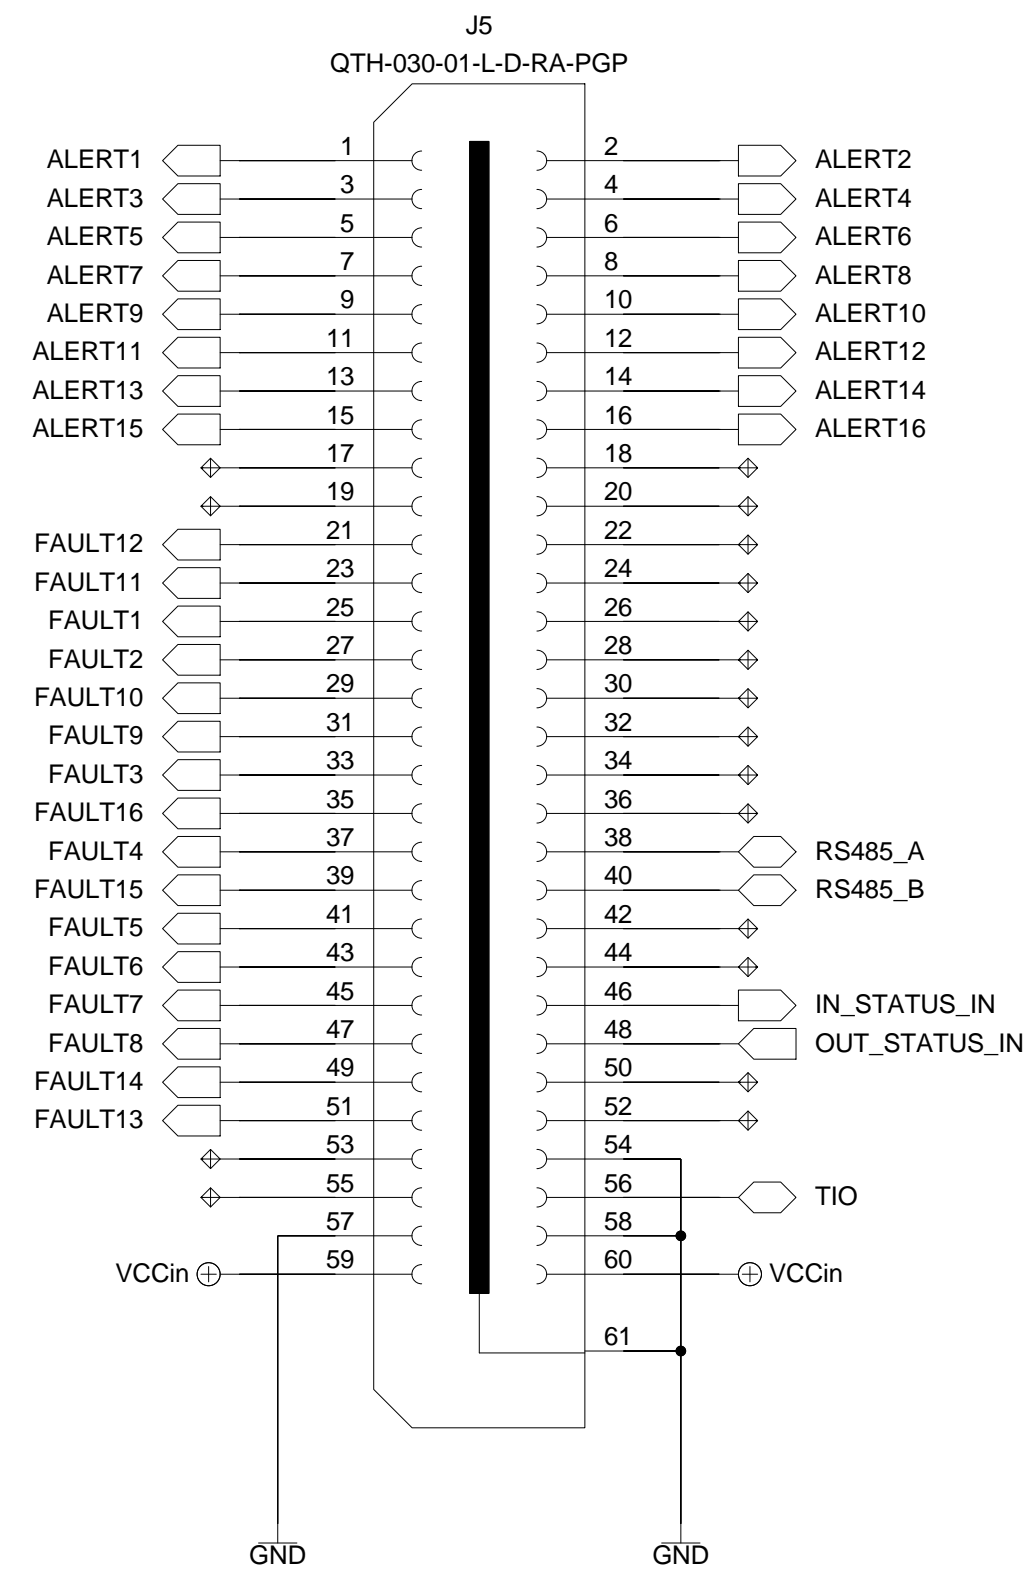 J5
QTH-030-01-L-D-RA-PGP
ALERT1 1 2 ALERT2
ALERT3 3 4 ALERT4
ALERT5 5 6 ALERT6
ALERT7 7 8 ALERT8
ALERT9 9 10 ALERT10
ALERT11 11 12 ALERT12
ALERT13 13 14 ALERT14
ALERT15 15 16 ALERT16
17 18
19 20
FAULT12 21 22
FAULT11 23 24
FAULT1 25 26
FAULT2 27 28
FAULT10 29 30
FAULT9 31 32
FAULT3 33 34
FAULT16 35 36
FAULT4 37 38 RS485_A
FAULT15 39 40 RS485_B
FAULT5 41 42
FAULT6 43 44
FAULT7 45 46 IN_STATUS_IN
FAULT8 47 48 OUT_STATUS_IN
FAULT14 49 50
FAULT13 51 52
53 54
55 56 TIO
57 58
VCCin 59 60 VCCin
61
GND GND